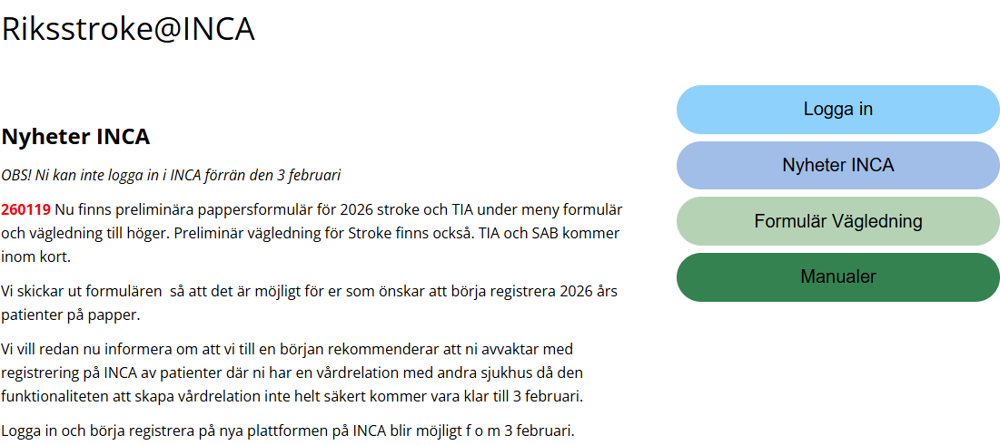 Riksstroke@INCA
Nyheter INCA
OBS! Ni kan inte logga in i INCA förrän den 3 februari
260119 Nu finns preliminära pappersformulär för 2026 stroke och TIA under meny formulär
och vägledning till höger. Preliminär vägledning för Stroke finns också. TIA och SAB kommer
inom kort.
Vi skickar ut formulären  så att det är möjligt för er som önskar att börja registrera 2026 års
patienter på papper.
Vi vill redan nu informera om att vi till en början rekommenderar att ni avvaktar med
registrering på INCA av patienter där ni har en vårdrelation med andra sjukhus då den
funktionaliteten att skapa vårdrelation inte helt säkert kommer vara klar till 3 februari.
Logga in och börja registrera på nya plattformen på INCA blir möjligt f o m 3 februari.
Logga in
Nyheter INCA
Formulär Vägledning
Manualer